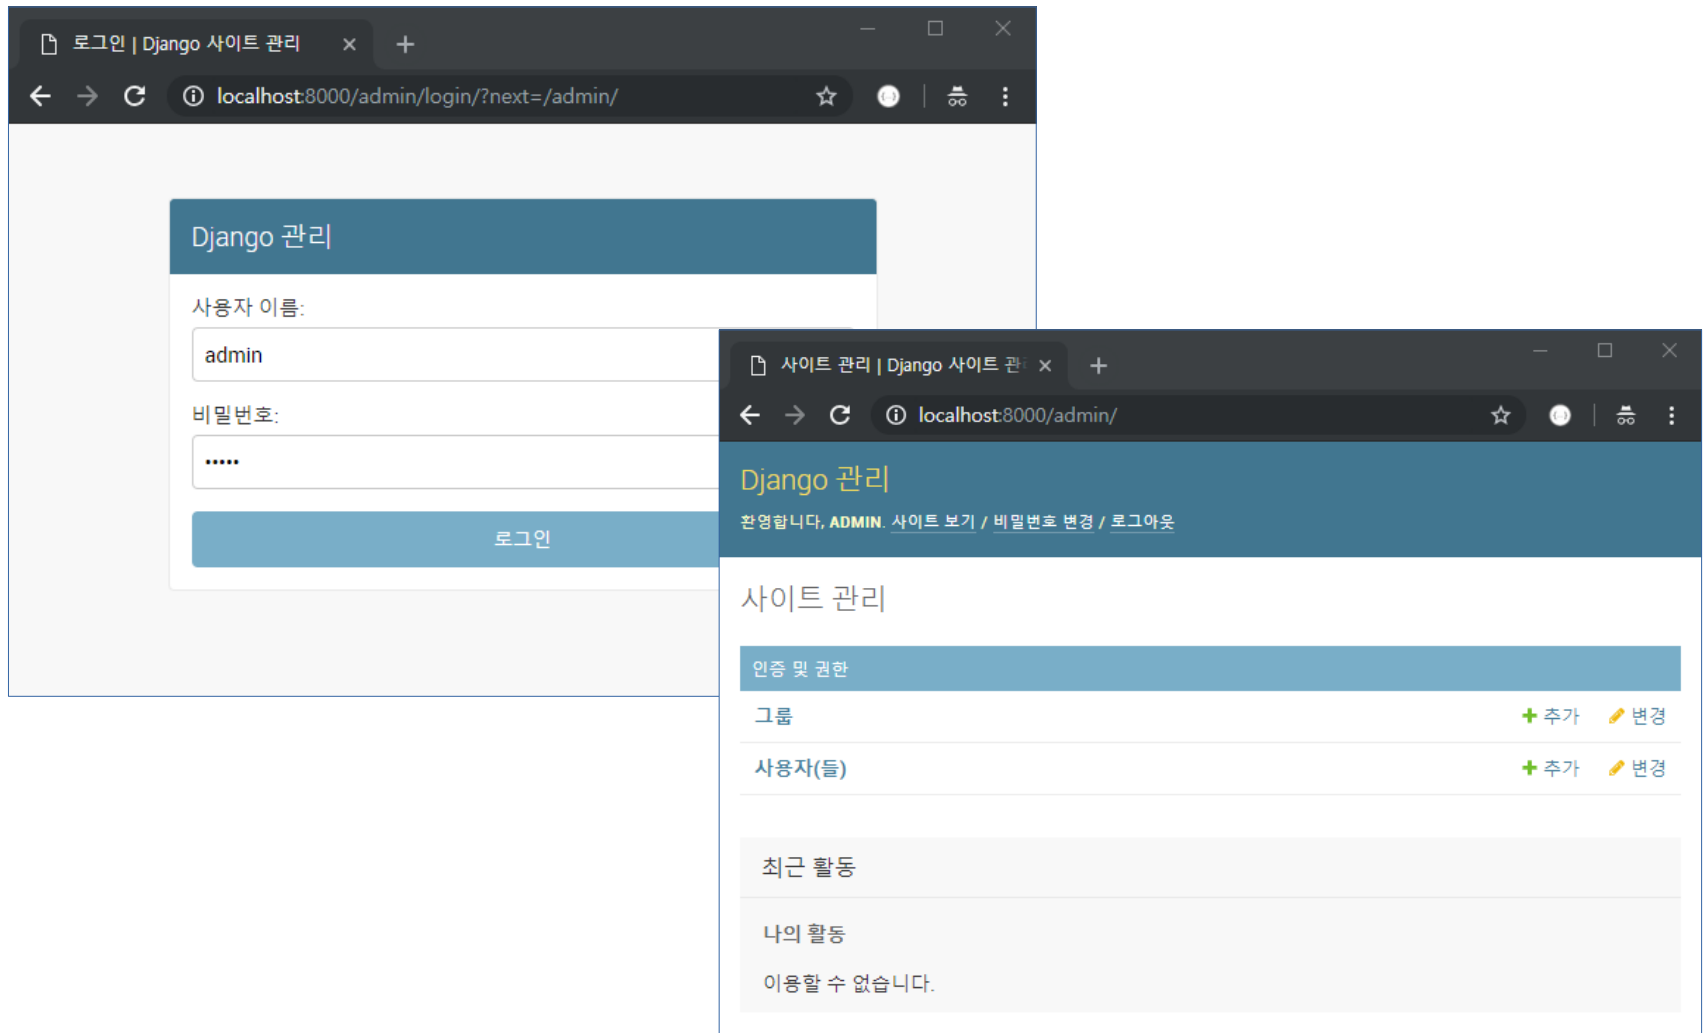 로그인 | Django 사이트 관리
localhost:8000/admin/login/?next=/admin/
Django 관리
사용자 이름:
admin
비밀번호:
•••••
로그인
사이트 관리 | Django 사이트 관
localhost:8000/admin/
Django 관리
환영합니다, ADMIN. 사이트 보기 / 비밀번호 변경 / 로그아웃
사이트 관리
인증 및 권한
그룹 추가 변경
사용자(들) 추가 변경
최근 활동
나의 활동
이용할 수 없습니다.